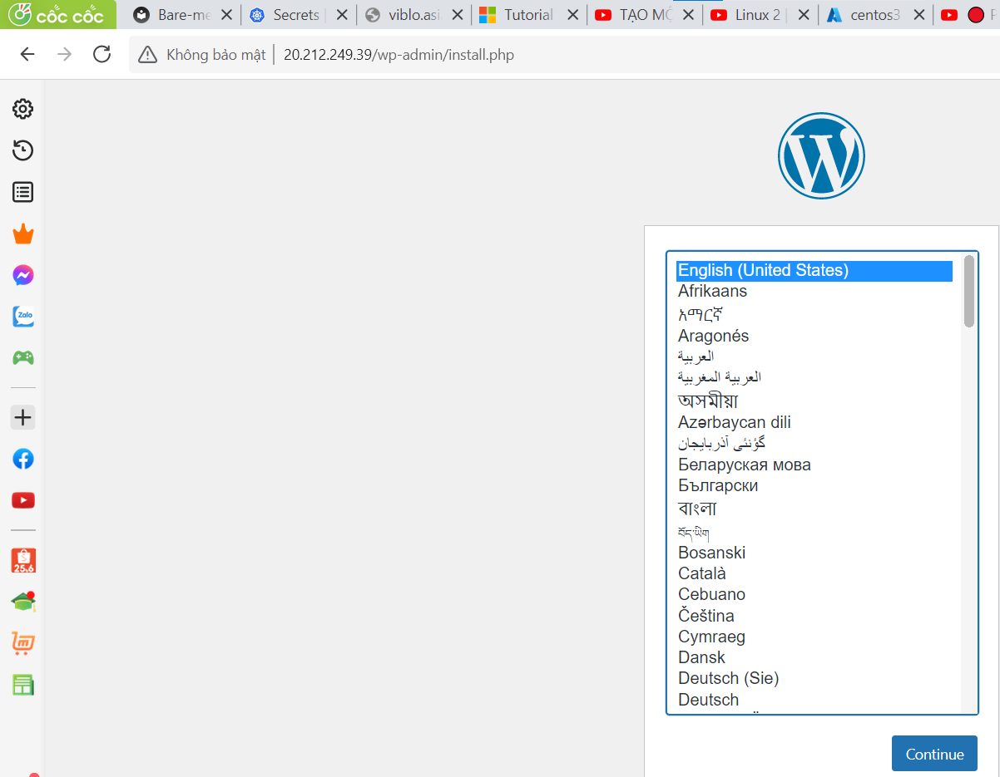 cốc cốc
Bare-me
Secrets
viblo.asi
Tutorial
TẠO MỘ
Linux 2
centos3
Không bảo mật
20.212.249.39/wp-admin/install.php
Zalo
25.6
English (United States)
Afrikaans
አማርኛ
Aragonés
العربية
العربية المغربية
অসমীয়া
Azərbaycan dili
گؤنئی آذربایجان
Беларуская мова
Български
বাংলা
བོད་ཡིག
Bosanski
Català
Cebuano
Čeština
Cymraeg
Dansk
Deutsch (Sie)
Deutsch
Continue